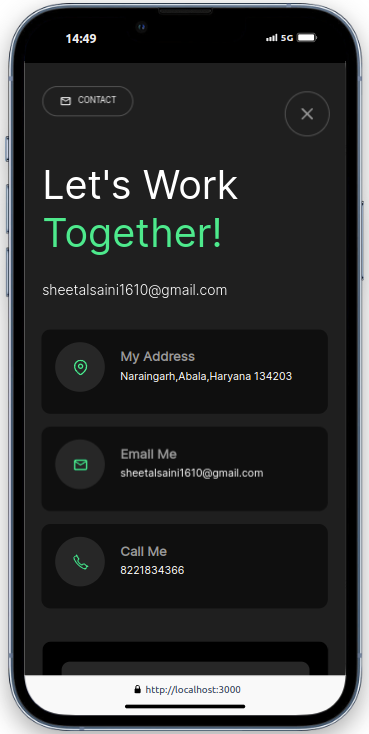 14:49
5G
CONTACT
Let's Work
Together!
sheetalsaini1610@gmail.com
My Address
Naraingarh,Abala,Haryana 134203
Email Me
sheetalsaini1610@gmail.com
Call Me
8221834366
http://localhost:3000